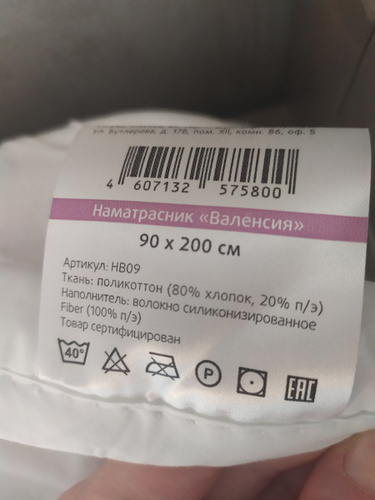 ул. Бутлерова, д. 17В, пом. XII, комн. 86, оф. 5
4 607132 575800
Наматрасник «Валенсия»
90 x 200 см
Артикул: НВ09
Ткань: поликоттон (80% хлопок, 20% п/э)
Наполнитель: волокно силиконизированное
Fiber (100% п/э)
Товар сертифицирован
40° P EAC